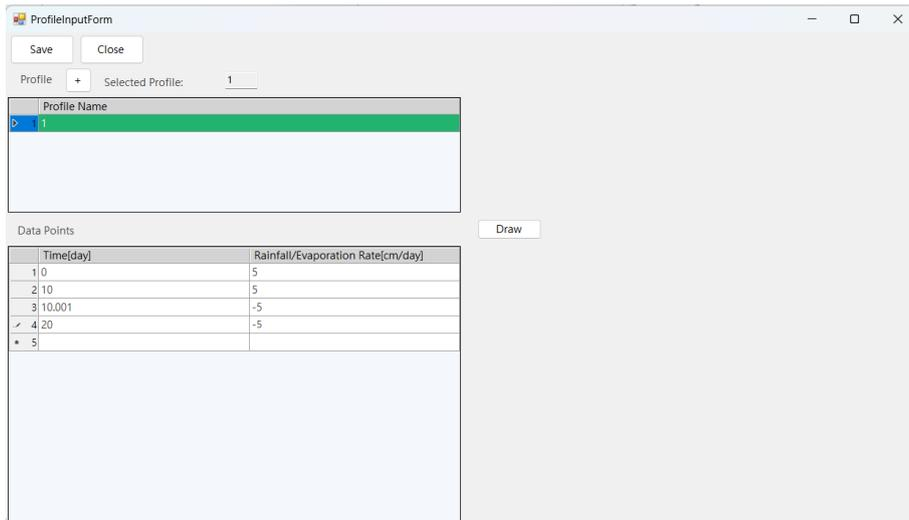 ProfileInputForm
Save Close
Profile + Selected Profile: 1
Profile Name
1 1
Data Points Draw
Time[day] Rainfall/Evaporation Rate[cm/day]
1 0 5
2 10 5
3 10.001 -5
4 20 -5
5